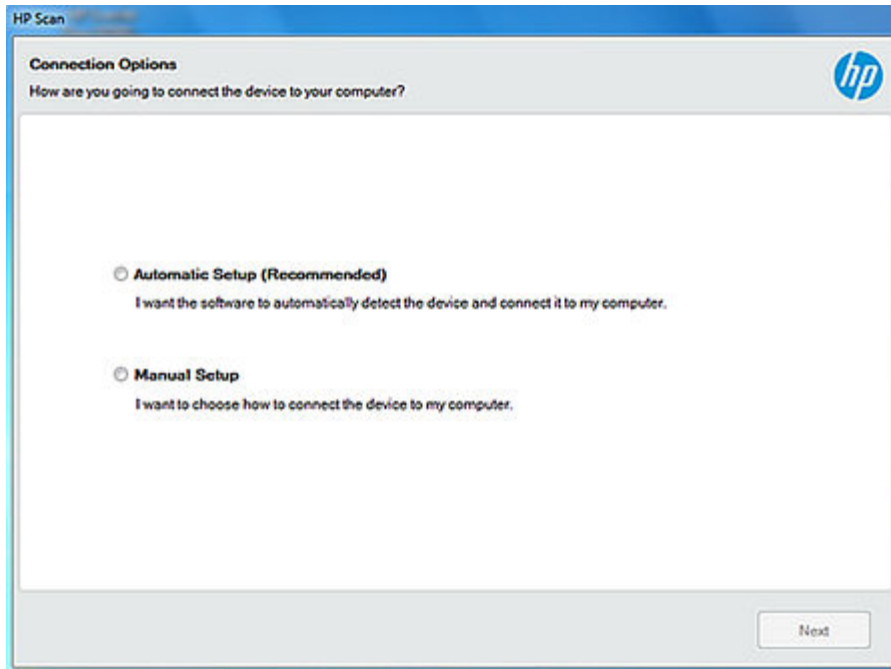 HP Scan
Connection Options
How are you going to connect the device to your computer?
hp
Automatic Setup (Recommended)
I want the software to automatically detect the device and connect it to my computer.
Manual Setup
I want to choose how to connect the device to my computer.
Next